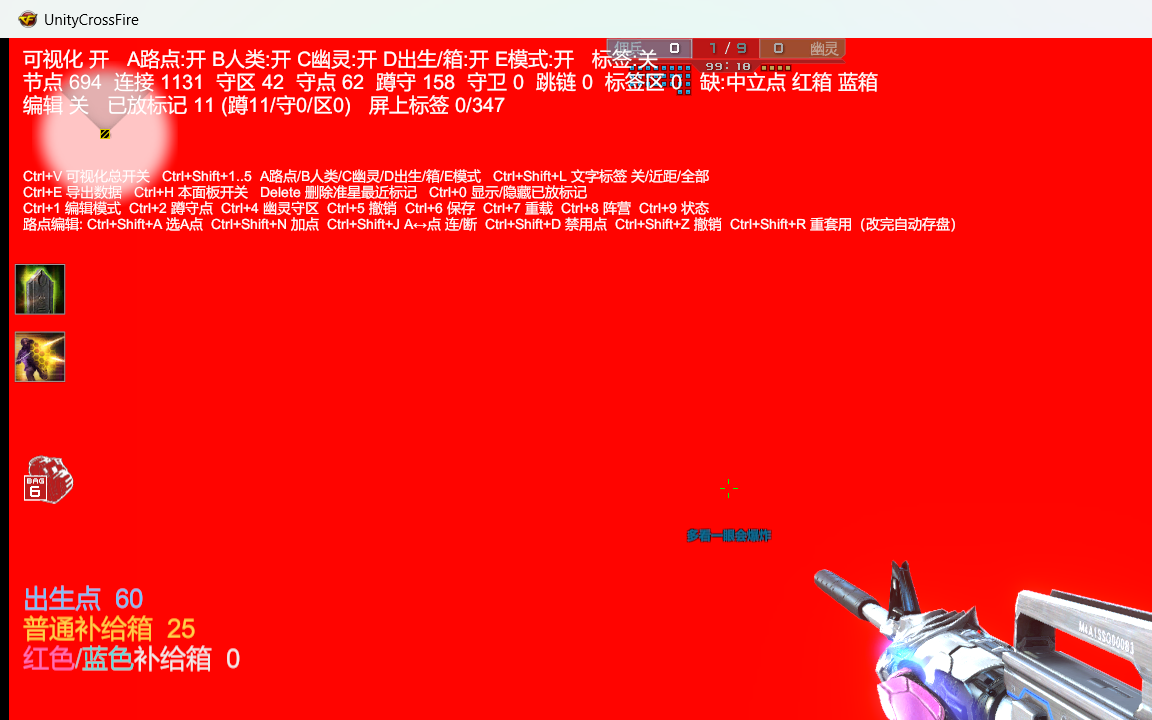 UnityCrossFire
佣兵 0 1 / 9 0 幽灵
99: 18
可视化 开 A路点:开 B人类:开 C幽灵:开 D出生/箱:开 E模式:开 标签:关
节点 694 连接 1131 守区 42 守点 62 蹲守 158 守卫 0 跳链 0 标签区 0 缺:中立点 红箱 蓝箱
编辑 关 已放标记 11 (蹲11/守0/区0) 屏上标签 0/347
Ctrl+V 可视化总开关 Ctrl+Shift+1..5 A路点/B人类/C幽灵/D出生/箱/E模式 Ctrl+Shift+L 文字标签 关/近距/全部
Ctrl+E 导出数据 Ctrl+H 本面板开关 Delete 删除准星最近标记 Ctrl+0 显示/隐藏已放标记
Ctrl+1 编辑模式 Ctrl+2 蹲守点 Ctrl+4 幽灵守区 Ctrl+5 撤销 Ctrl+6 保存 Ctrl+7 重载 Ctrl+8 阵营 Ctrl+9 状态
路点编辑: Ctrl+Shift+A 选A点 Ctrl+Shift+N 加点 Ctrl+Shift+J A↔点 连/断 Ctrl+Shift+D 禁用点 Ctrl+Shift+Z 撤销 Ctrl+Shift+R 重套用（改完自动存盘）
BAG
6
多看一眼会爆炸
出生点 60
普通补给箱 25
红色/蓝色补给箱 0